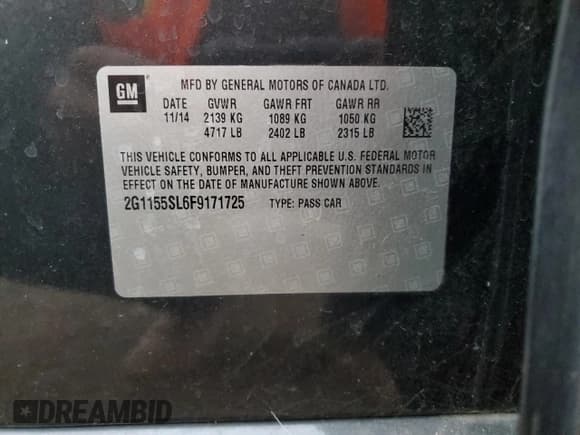 GM
MFD BY GENERAL MOTORS OF CANADA LTD.
DATE GVWR GAWR FRT GAWR RR
11/14 2139 KG 1089 KG 1050 KG
4717 LB 2402 LB 2315 LB
THIS VEHICLE CONFORMS TO ALL APPLICABLE U.S. FEDERAL MOTOR
VEHICLE SAFETY, BUMPER, AND THEFT PREVENTION STANDARDS IN
EFFECT ON THE DATE OF MANUFACTURE SHOWN ABOVE.
2G1155SL6F9171725 TYPE: PASS CAR
DREAMBID